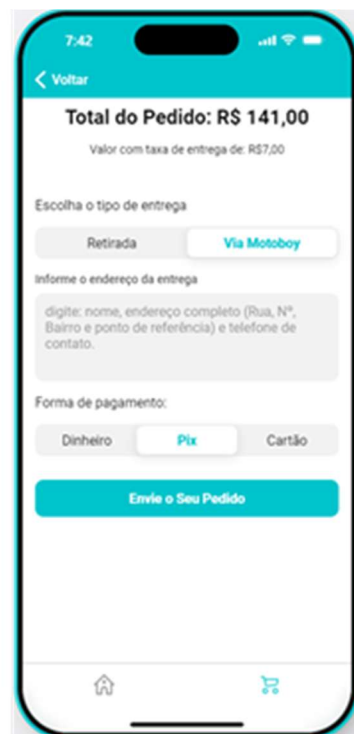 7:42
Voltar
Total do Pedido: R$ 141,00
Valor com taxa de entrega de: R$7,00
Escolha o tipo de entrega
Retirada Via Motoboy
Informe o endereço da entrega
digite: nome, endereço completo (Rua, Nº,
Bairro e ponto de referência) e telefone de
contato.
Forma de pagamento:
Dinheiro Pix Cartão
Envie o Seu Pedido